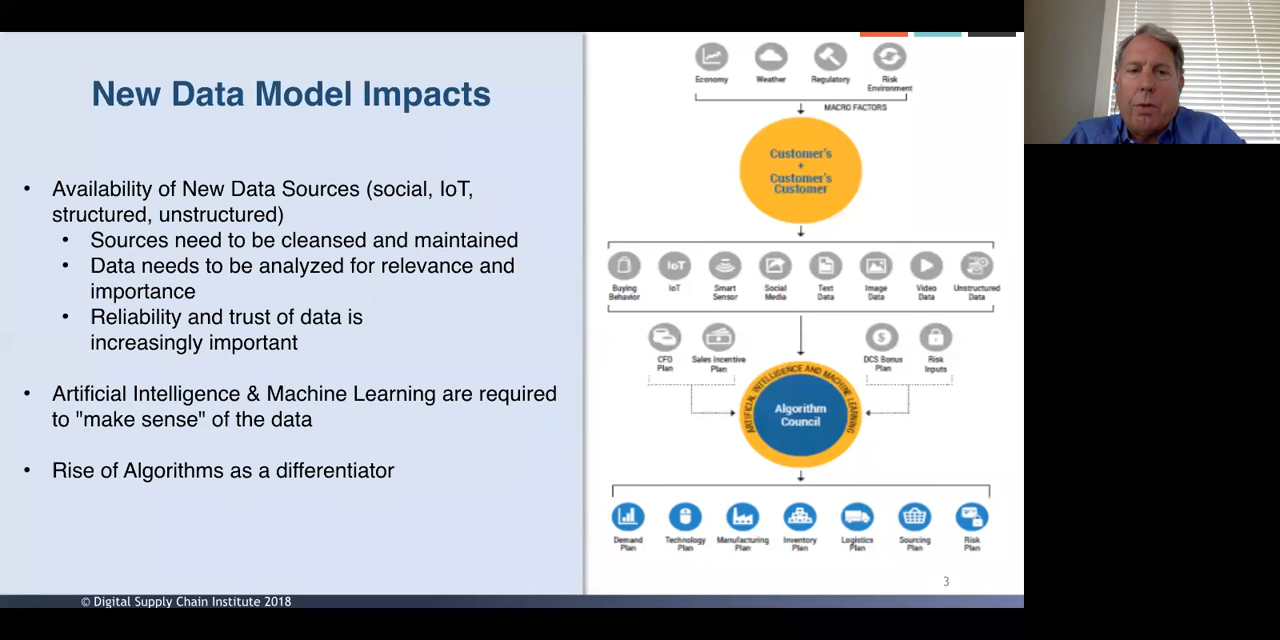 New Data Model Impacts
• Availability of New Data Sources (social, IoT,
structured, unstructured)
• Sources need to be cleansed and maintained
• Data needs to be analyzed for relevance and
importance
• Reliability and trust of data is
increasingly important
• Artificial Intelligence & Machine Learning are required
to "make sense" of the data
• Rise of Algorithms as a differentiator
© Digital Supply Chain Institute 2018
Economy
Weather
Regulatory
Risk
Environment
MACRO FACTORS
Customer's
+
Customer's
Customer
IoT
Buying
Behavior
IoT
Smart
Sensor
Social
Media
Text
Data
Image
Data
Video
Data
Unstructured
Data
$
CFO
Plan
Sales Incentive
Plan
DCS Bonus
Plan
Risk
Inputs
ARTIFICIAL INTELLIGENCE AND MACHINE LEARNING
Algorithm
Council
Demand
Plan
Technology
Plan
Manufacturing
Plan
Inventory
Plan
Logistics
Plan
Sourcing
Plan
Risk
Plan
3